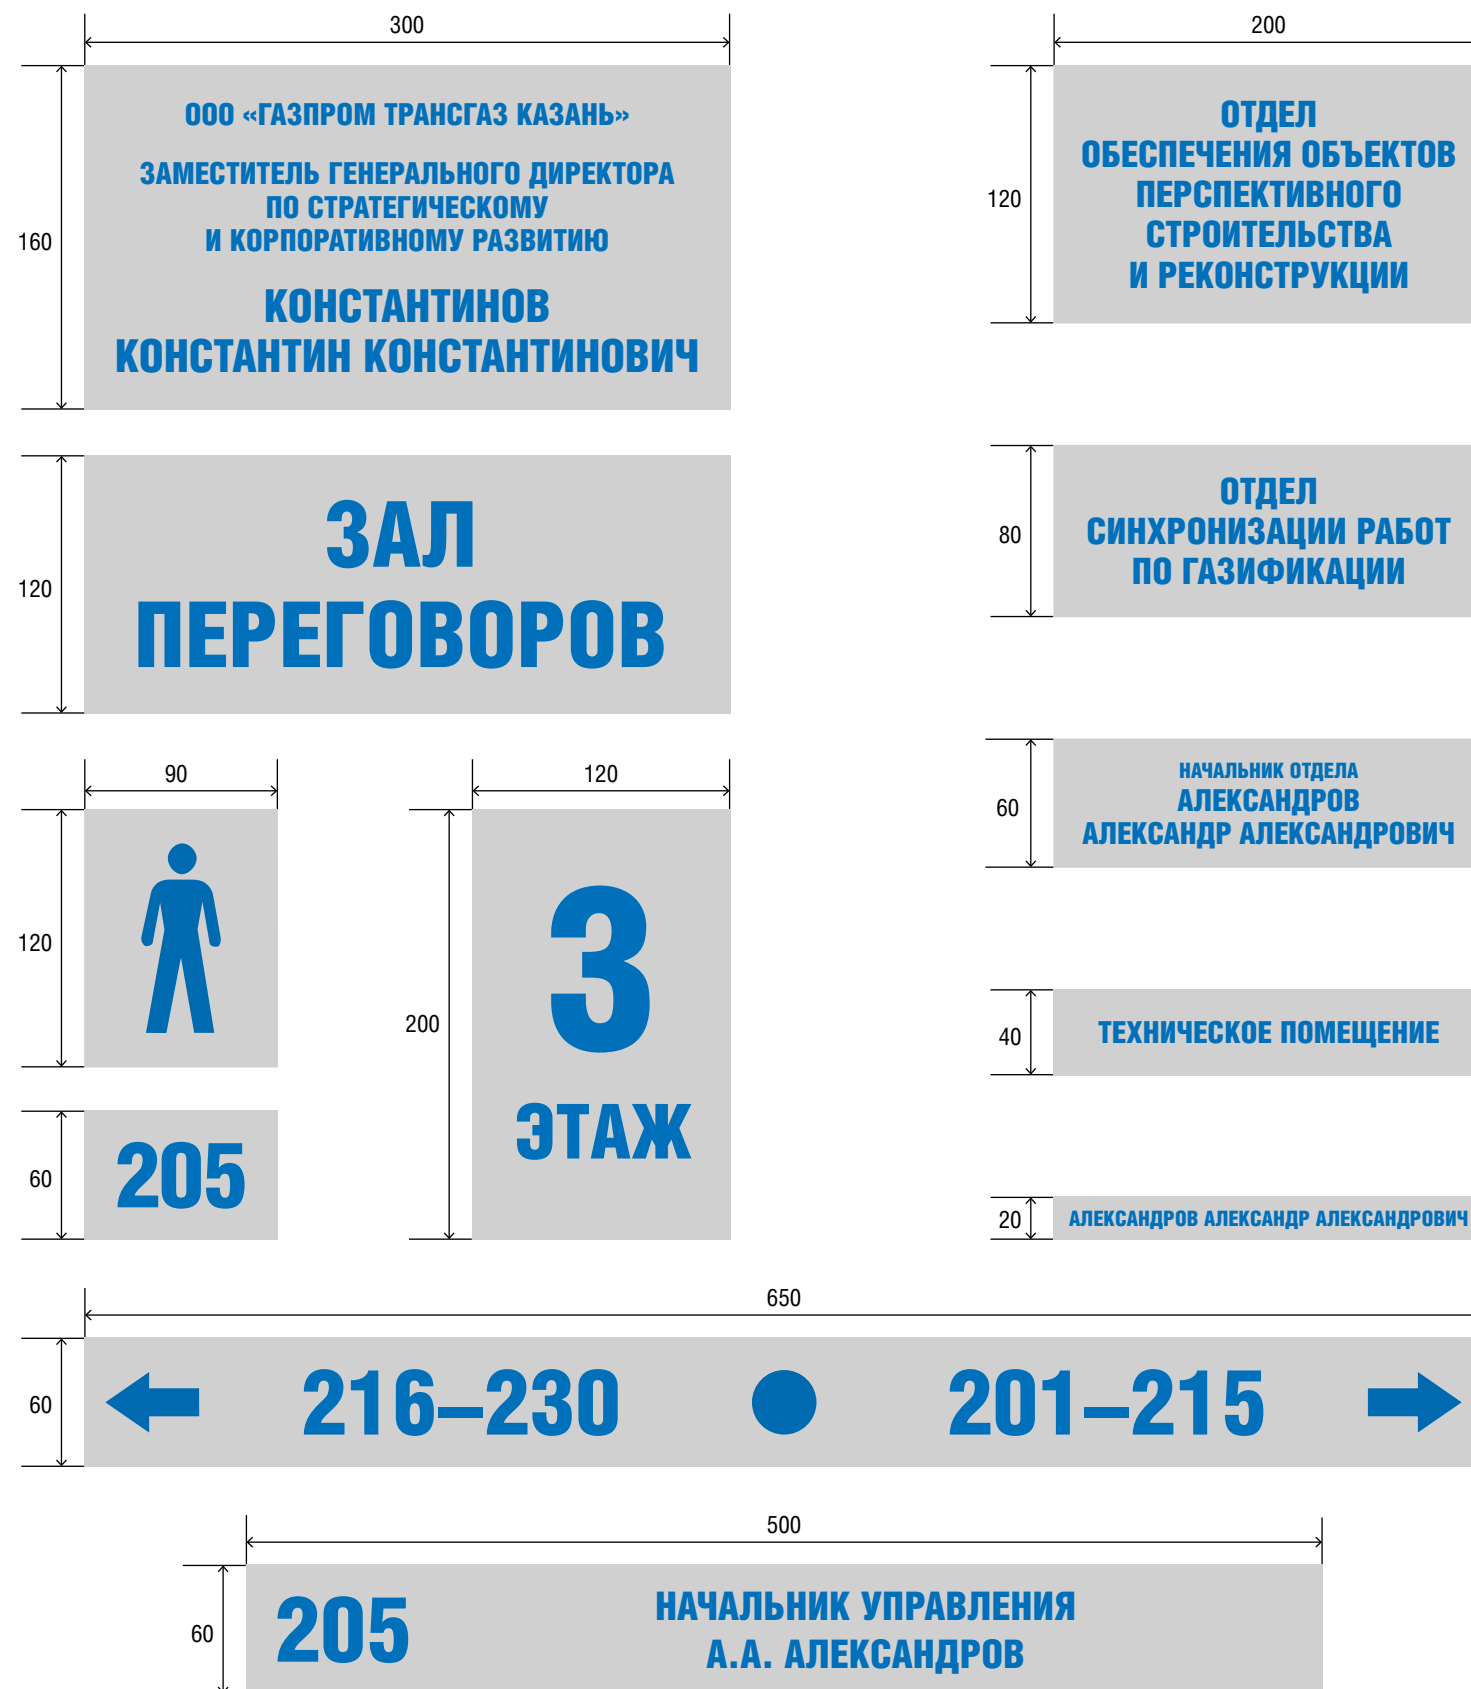 300
160
ООО «ГАЗПРОМ ТРАНСГАЗ КАЗАНЬ»
ЗАМЕСТИТЕЛЬ ГЕНЕРАЛЬНОГО ДИРЕКТОРА
ПО СТРАТЕГИЧЕСКОМУ
И КОРПОРАТИВНОМУ РАЗВИТИЮ
КОНСТАНТИНОВ
КОНСТАНТИН КОНСТАНТИНОВИЧ
200
120
ОТДЕЛ
ОБЕСПЕЧЕНИЯ ОБЪЕКТОВ
ПЕРСПЕКТИВНОГО
СТРОИТЕЛЬСТВА
И РЕКОНСТРУКЦИИ
120
ЗАЛ
ПЕРЕГОВОРОВ
80
ОТДЕЛ
СИНХРОНИЗАЦИИ РАБОТ
ПО ГАЗИФИКАЦИИ
90
120
120
200
3
ЭТАЖ
60
НАЧАЛЬНИК ОТДЕЛА
АЛЕКСАНДРОВ
АЛЕКСАНДР АЛЕКСАНДРОВИЧ
40
ТЕХНИЧЕСКОЕ ПОМЕЩЕНИЕ
60
205
20
АЛЕКСАНДРОВ АЛЕКСАНДР АЛЕКСАНДРОВИЧ
650
60
216–230
201–215
500
60
205
НАЧАЛЬНИК УПРАВЛЕНИЯ
А.А. АЛЕКСАНДРОВ